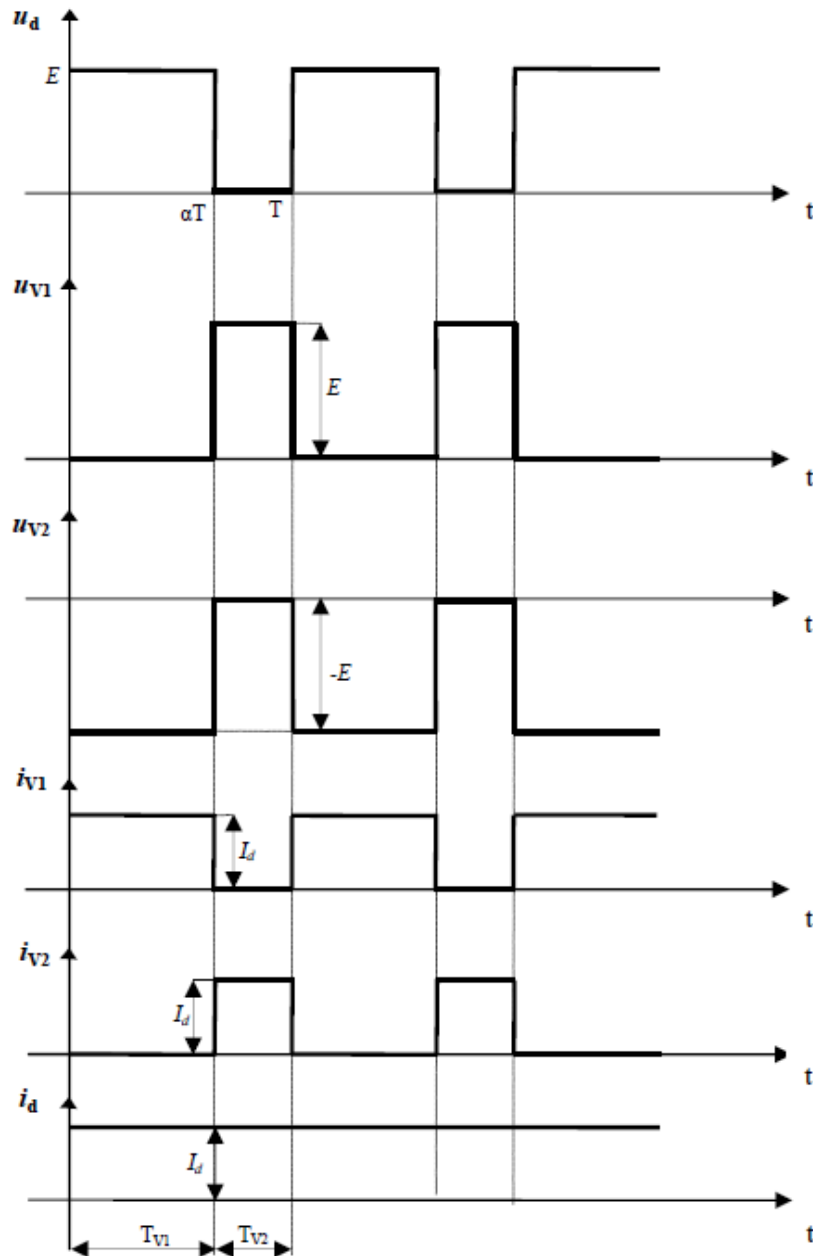 u_d
E
αT T t
u_V1
E
t
u_V2
t
-E
i_V1
I_d
t
i_V2
I_d
t
i_d
I_d
T_V1 T_V2 t